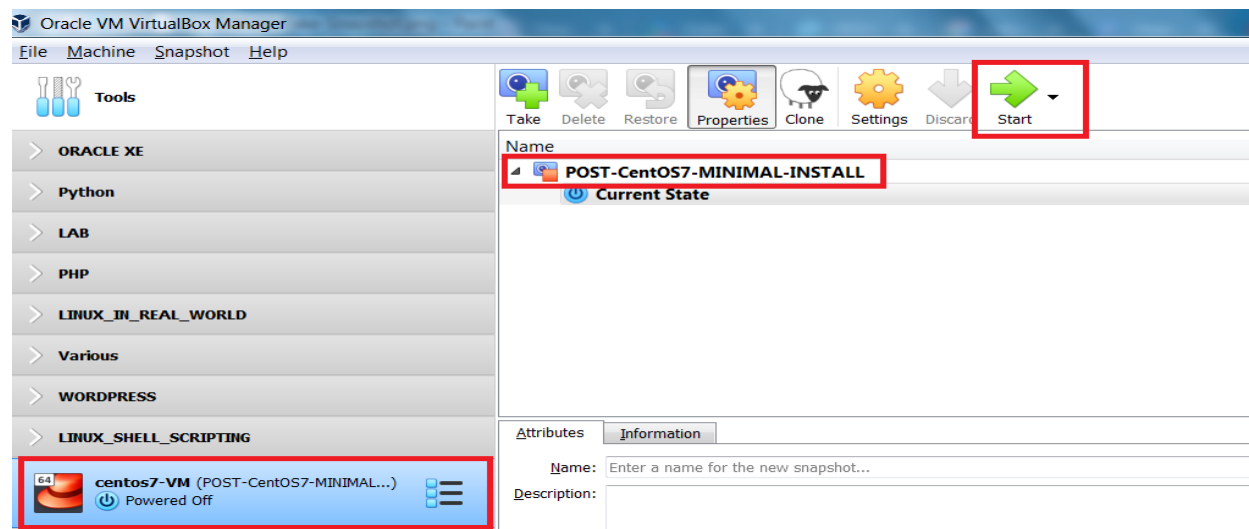 Oracle VM VirtualBox Manager
File Machine Snapshot Help
Tools
ORACLE XE
Python
LAB
PHP
LINUX_IN_REAL_WORLD
Various
WORDPRESS
LINUX_SHELL_SCRIPTING
64
centos7-VM (POST-CentOS7-MINIMAL...)
Powered Off
Take Delete Restore Properties Clone Settings Discard Start
Name
POST-CentOS7-MINIMAL-INSTALL
Current State
Attributes Information
Name: Enter a name for the new snapshot...
Description: